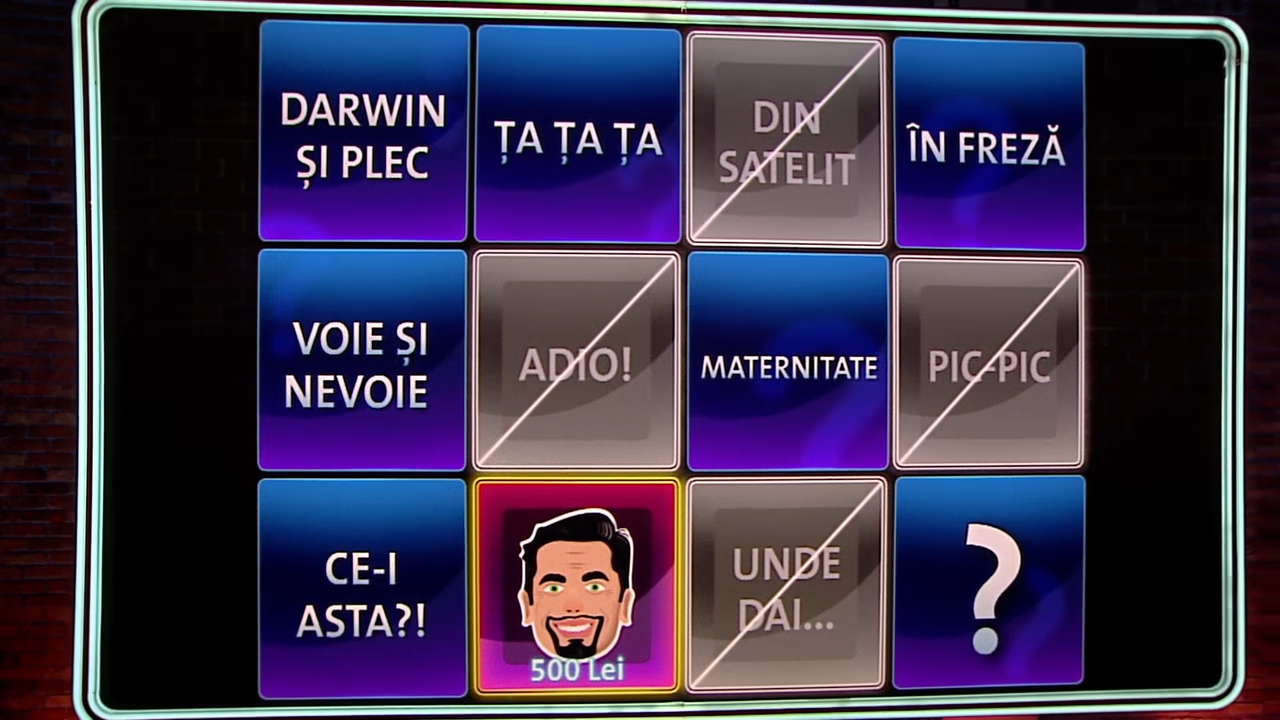 DARWIN
ȘI PLEC
ȚA ȚA ȚA
DIN
SATELIT
ÎN FREZĂ
VOIE ȘI
NEVOIE
ADIO!
MATERNITATE
PIC-PIC
CE-I
ASTA?!
500 Lei
UNDE
DAI...
?